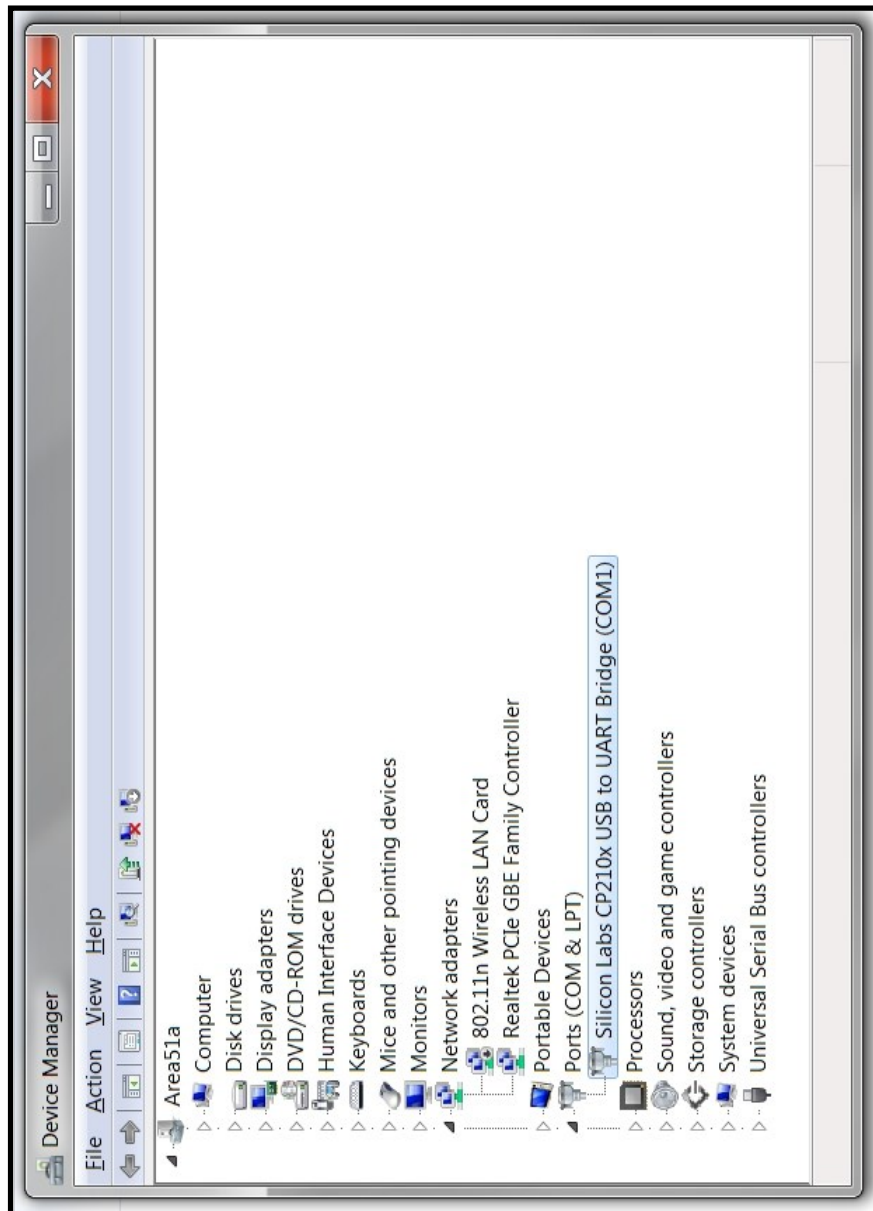 Device Manager
File Action View Help
Area51a
Computer
Disk drives
Display adapters
DVD/CD-ROM drives
Human Interface Devices
Keyboards
Mice and other pointing devices
Monitors
Network adapters
802.11n Wireless LAN Card
Realtek PCIe GBE Family Controller
Portable Devices
Ports (COM & LPT)
Silicon Labs CP210x USB to UART Bridge (COM1)
Processors
Sound, video and game controllers
Storage controllers
System devices
Universal Serial Bus controllers